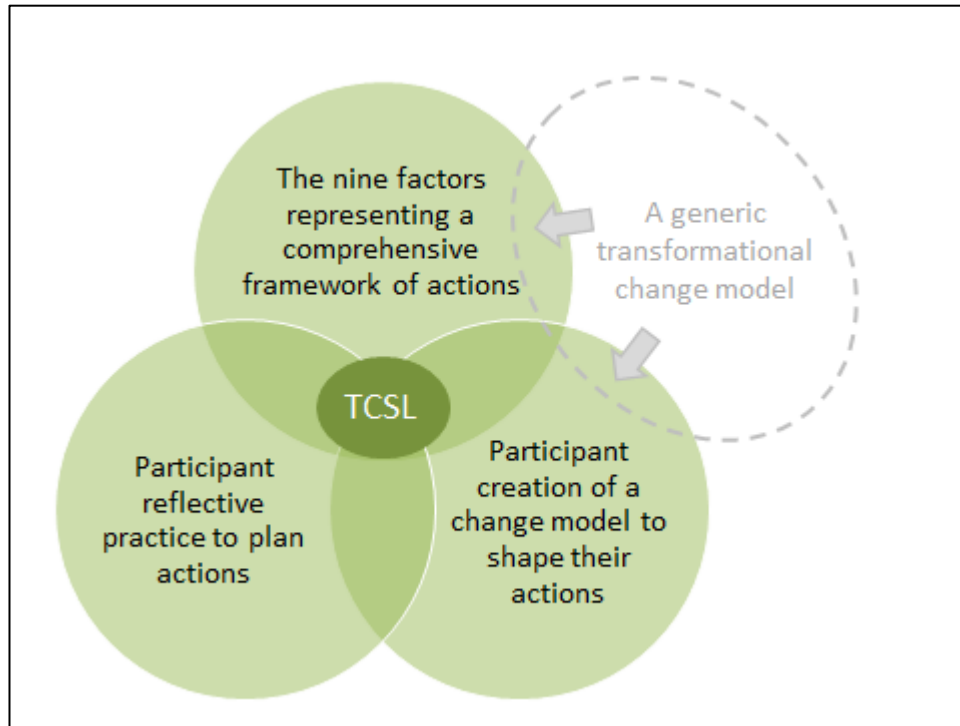 The nine factors
representing a
comprehensive
framework of actions
A generic
transformational
change model
TCSL
Participant
reflective
practice to plan
actions
Participant
creation of a
change model to
shape their
actions